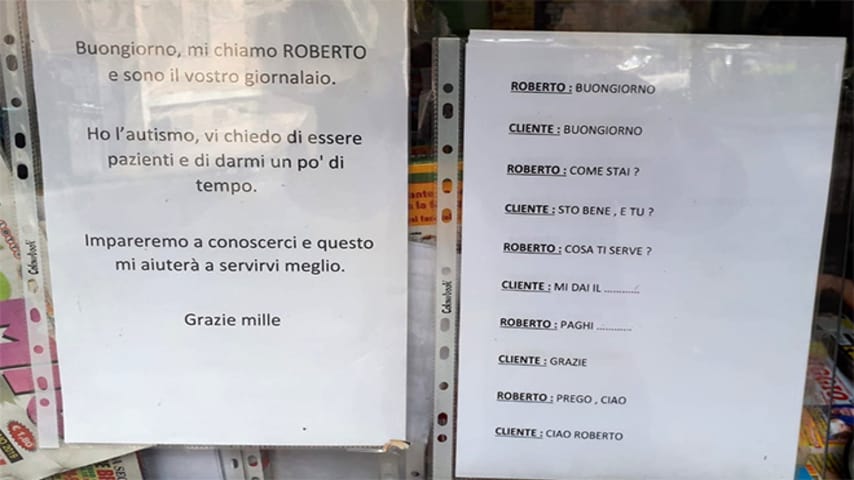 Buongiorno, mi chiamo ROBERTO
e sono il vostro giornalaio.
Ho l'autismo, vi chiedo di essere
pazienti e di darmi un po' di
tempo.
Impareremo a conoscerci e questo
mi aiuterà a servirvi meglio.
Grazie mille
ROBERTO : BUONGIORNO
CLIENTE : BUONGIORNO
ROBERTO : COME STAI ?
CLIENTE : STO BENE , E TU ?
ROBERTO : COSA TI SERVE ?
CLIENTE : MI DAI IL ............
ROBERTO : PAGHI ............
CLIENTE : GRAZIE
ROBERTO : PREGO , CIAO
CLIENTE : CIAO ROBERTO
€ 1,80